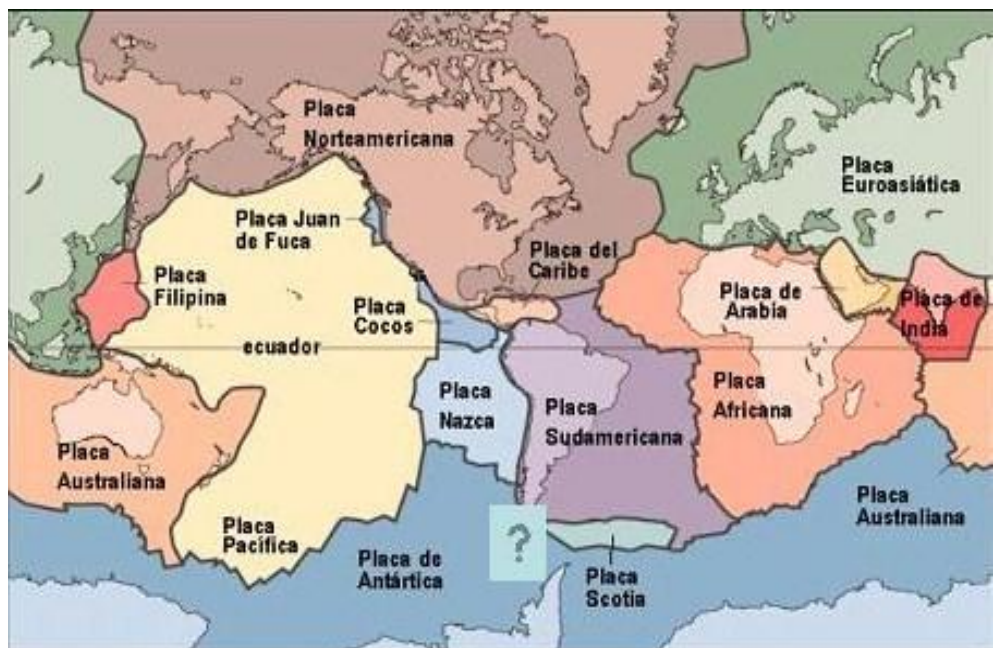 Placa
Norteamericana
Placa
Euroasiática
Placa Juan
de Fuca
Placa del
Caribe
Placa
Filipina
Placa
Cocos
Placa de
Arabia
Placa de
India
ecuador
Placa
Nazca
Placa
Sudamericana
Placa
Africana
Placa
Australiana
Placa
Pacífica
Placa de
Antártica
?
Placa
Scotia
Placa
Australiana